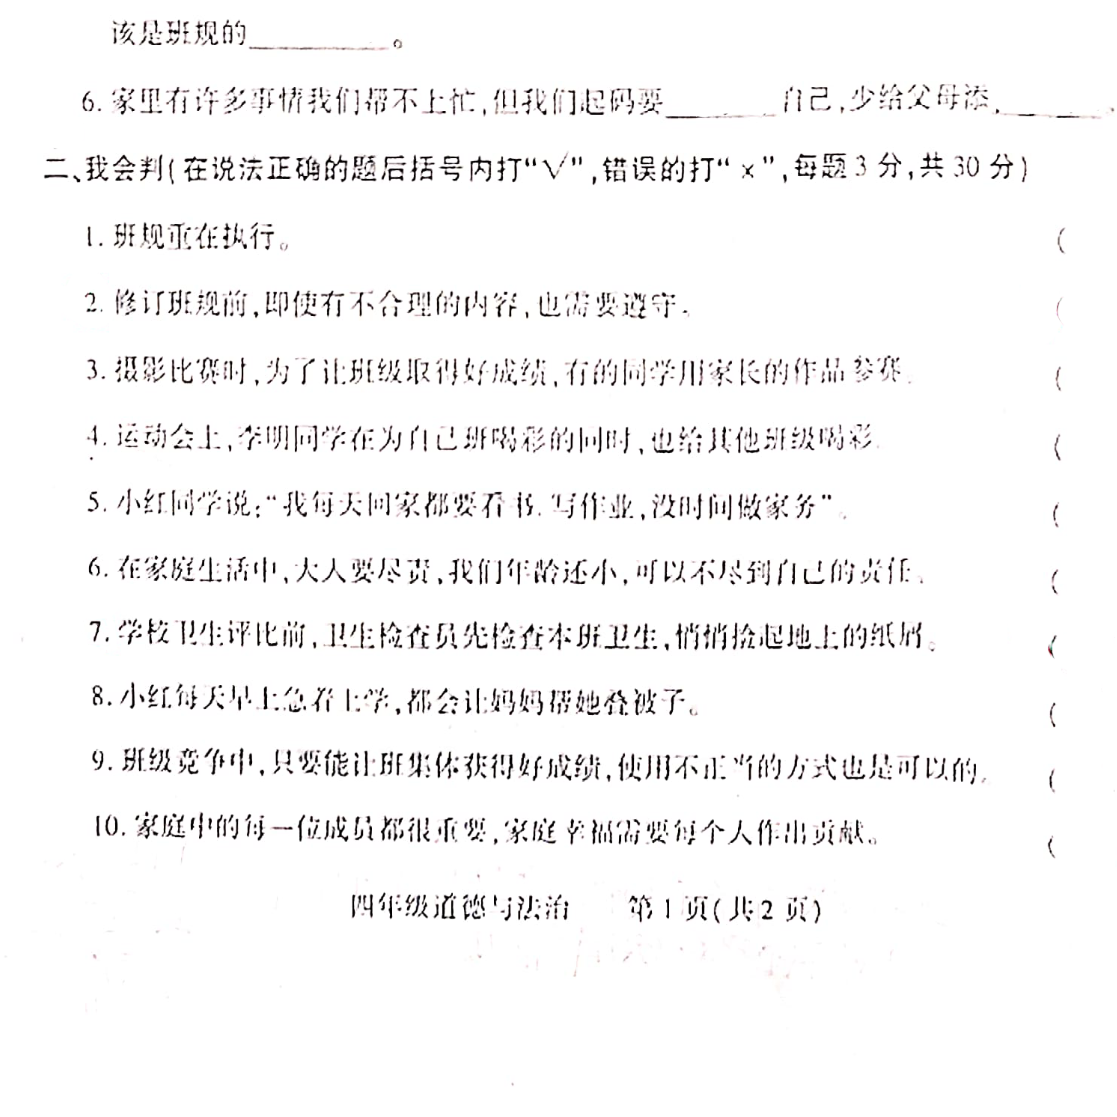 该是班规的__________。
6. 家里有许多事情我们帮不上忙,但我们起码要________自己,少给父母添________
二、我会判(在说法正确的题后括号内打“√”,错误的打“×”,每题3分,共30分)
1. 班规重在执行。 (
2. 修订班规前,即使有不合理的内容,也需要遵守。 (
3. 摄影比赛时,为了让班级取得好成绩,有的同学用家长的作品参赛。 (
4. 运动会上,李明同学在为自己班喝彩的同时,也给其他班级喝彩。 (
5. 小红同学说:“我每天回家都要看书、写作业,没时间做家务”。 (
6. 在家庭生活中,大人要尽责,我们年龄还小,可以不尽到自己的责任。 (
7. 学校卫生评比前,卫生检查员先检查本班卫生,悄悄捡起地上的纸屑。 (
8. 小红每天早上急着上学,都会让妈妈帮她叠被子。 (
9. 班级竞争中,只要能让班集体获得好成绩,使用不正当的方式也是可以的。 (
10. 家庭中的每一位成员都很重要,家庭幸福需要每个人作出贡献。 (
四年级道德与法治 第1页(共2页)